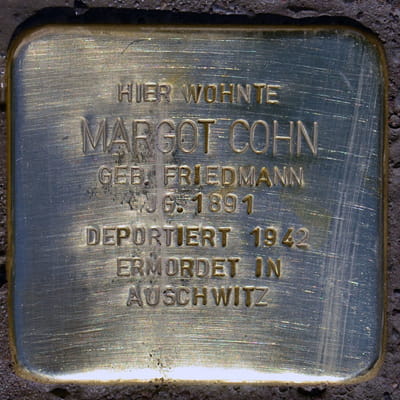 HIER WOHNTE
MARGOT COHN
GEB. FRIEDMANN
JG. 1891
DEPORTIERT 1942
ERMORDET IN
AUSCHWITZ